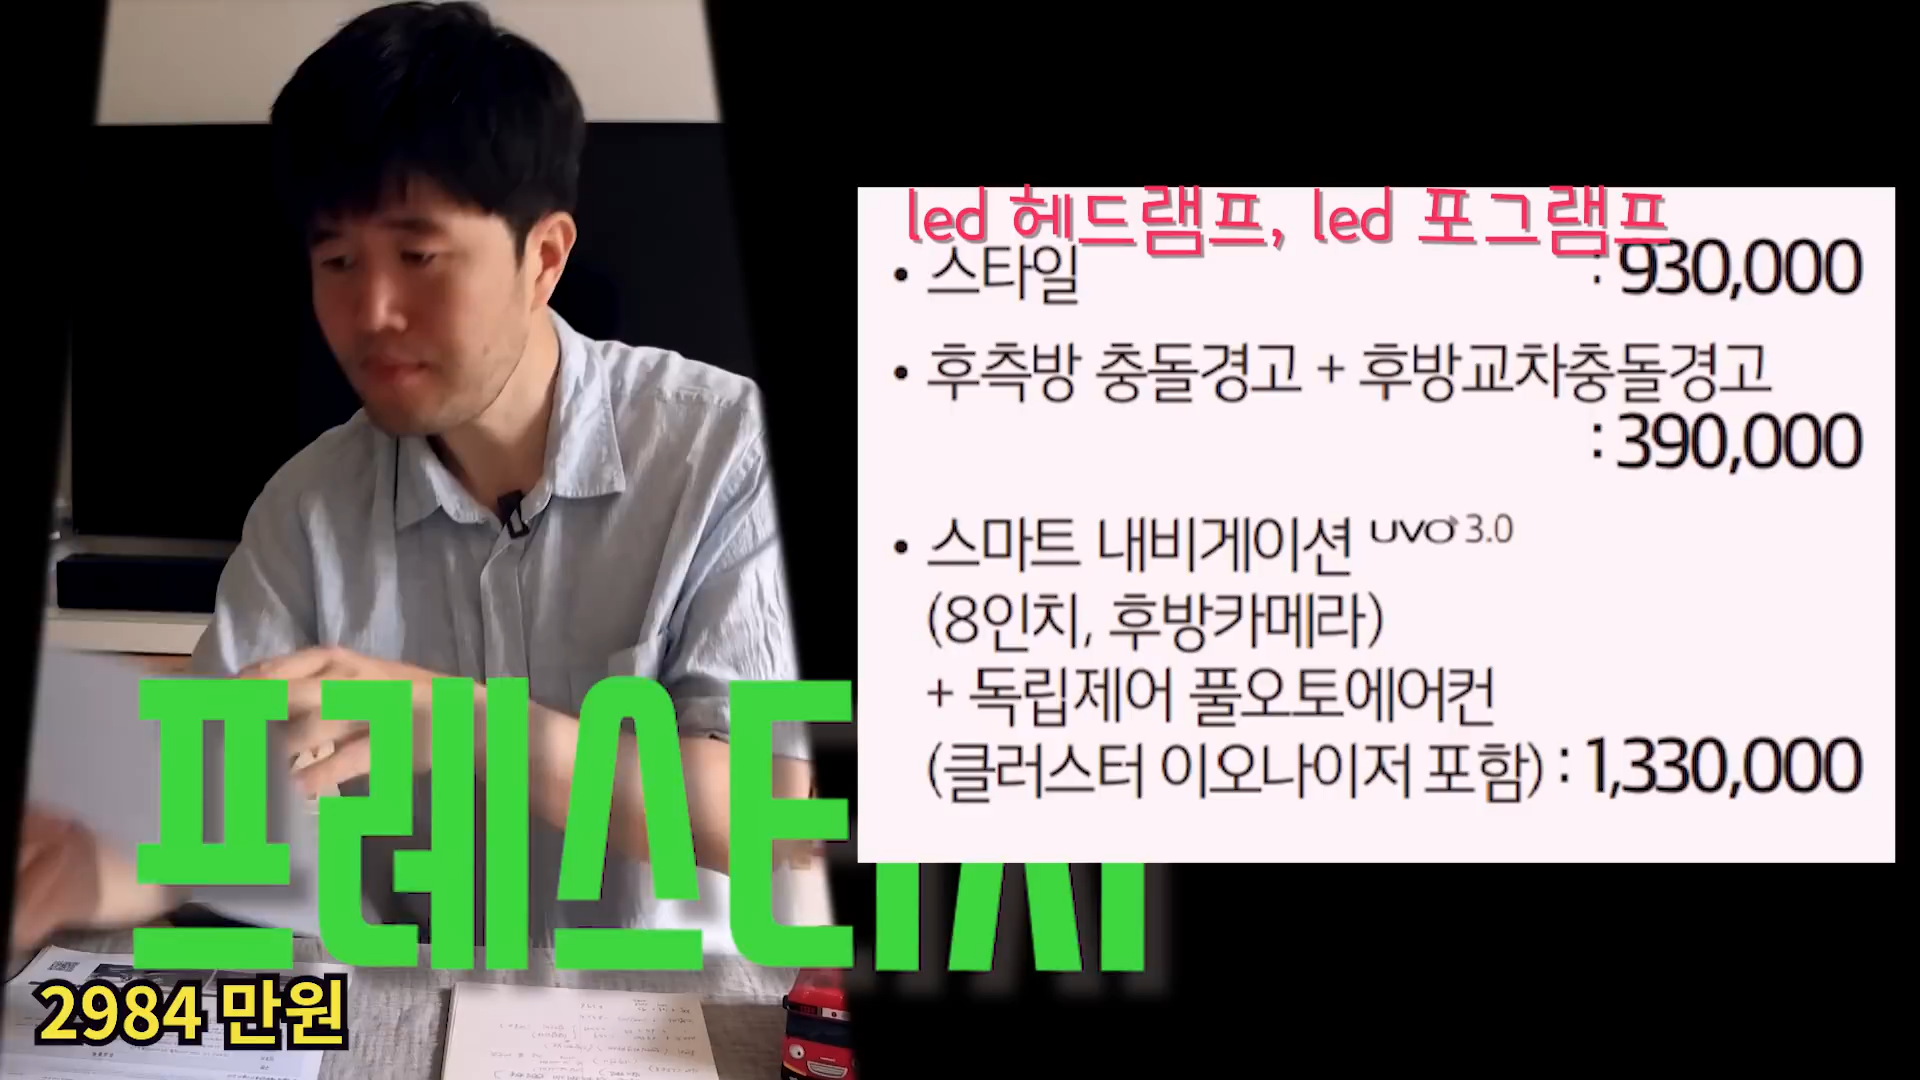 led 헤드램프, led 포그램프
• 스타일 : 930,000
• 후측방 충돌경고 + 후방교차충돌경고
: 390,000
• 스마트 내비게이션 UVO 3.0
(8인치, 후방카메라)
+ 독립제어 풀오토에어컨
(클러스터 이오나이저 포함) : 1,330,000
프레스티지
2984 만원